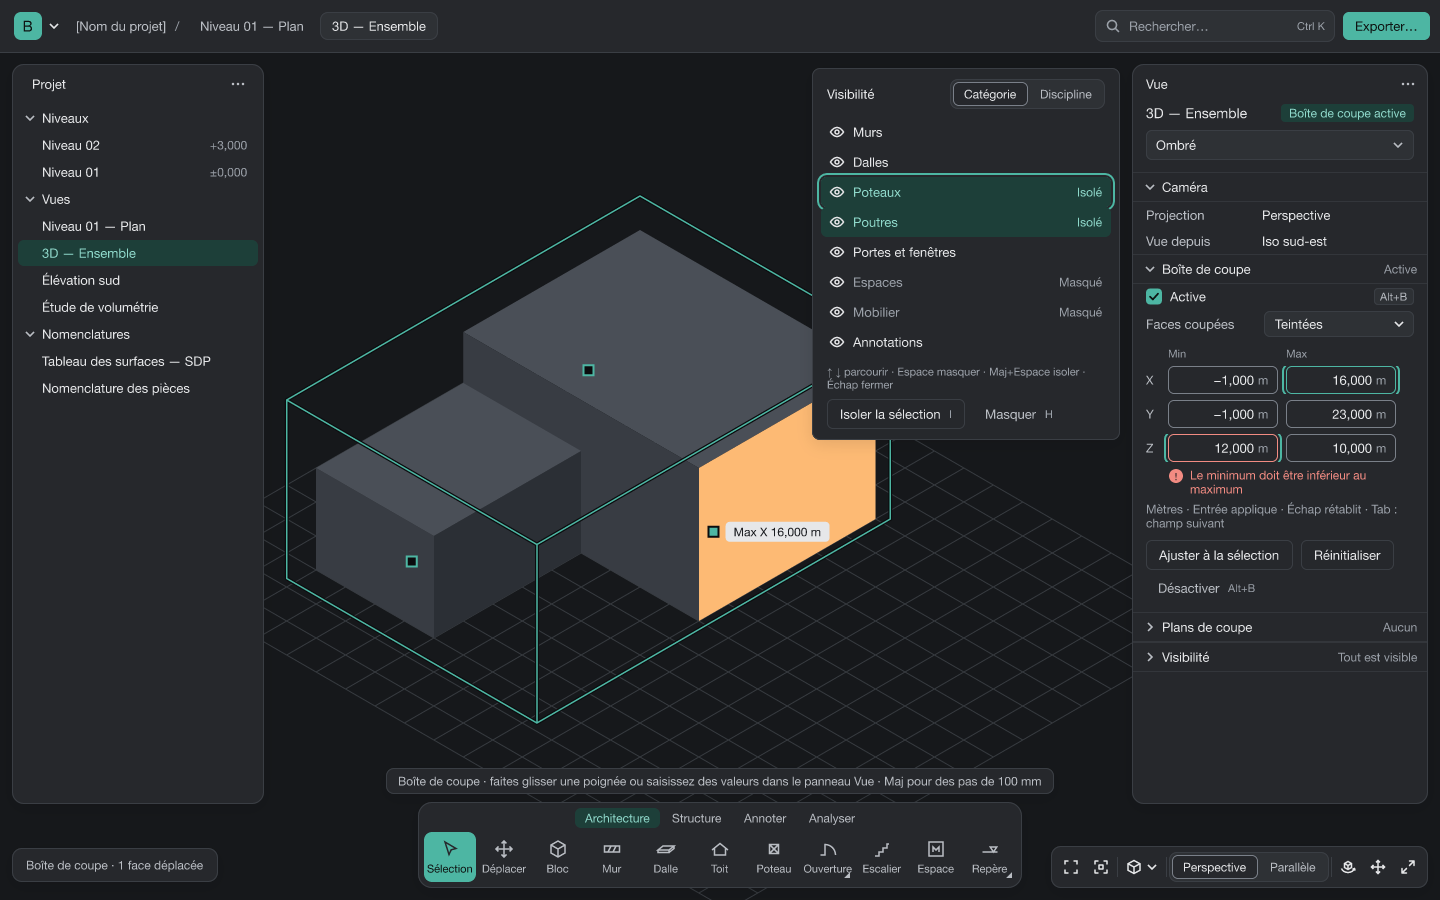 B [Nom du projet] / Niveau 01 — Plan 3D — Ensemble Rechercher… Ctrl K Exporter…
Projet
Niveaux
Niveau 02 +3,000
Niveau 01 ±0,000
Vues
Niveau 01 — Plan
3D — Ensemble
Élévation sud
Étude de volumétrie
Nomenclatures
Tableau des surfaces — SDP
Nomenclature des pièces
Max X 16,000 m
Visibilité Catégorie Discipline
Murs
Dalles
Poteaux Isolé
Poutres Isolé
Portes et fenêtres
Espaces Masqué
Mobilier Masqué
Annotations
↑ ↓ parcourir · Espace masquer · Maj+Espace isoler ·
Échap fermer
Isoler la sélection I Masquer H
Vue
3D — Ensemble Boîte de coupe active
Ombré
Caméra
Projection Perspective
Vue depuis Iso sud-est
Boîte de coupe Active
Active Alt+B
Faces coupées Teintées
Min Max
X −1,000 m 16,000 m
Y −1,000 m 23,000 m
Z 12,000 m 10,000 m
Le minimum doit être inférieur au
maximum
Mètres · Entrée applique · Échap rétablit · Tab :
champ suivant
Ajuster à la sélection Réinitialiser
Désactiver Alt+B
Plans de coupe Aucun
Visibilité Tout est visible
Boîte de coupe · faites glisser une poignée ou saisissez des valeurs dans le panneau Vue · Maj pour des pas de 100 mm
Architecture Structure Annoter Analyser
Sélection Déplacer Bloc Mur Dalle Toit Poteau Ouverture Escalier Espace Repère
Boîte de coupe · 1 face déplacée
Perspective Parallèle